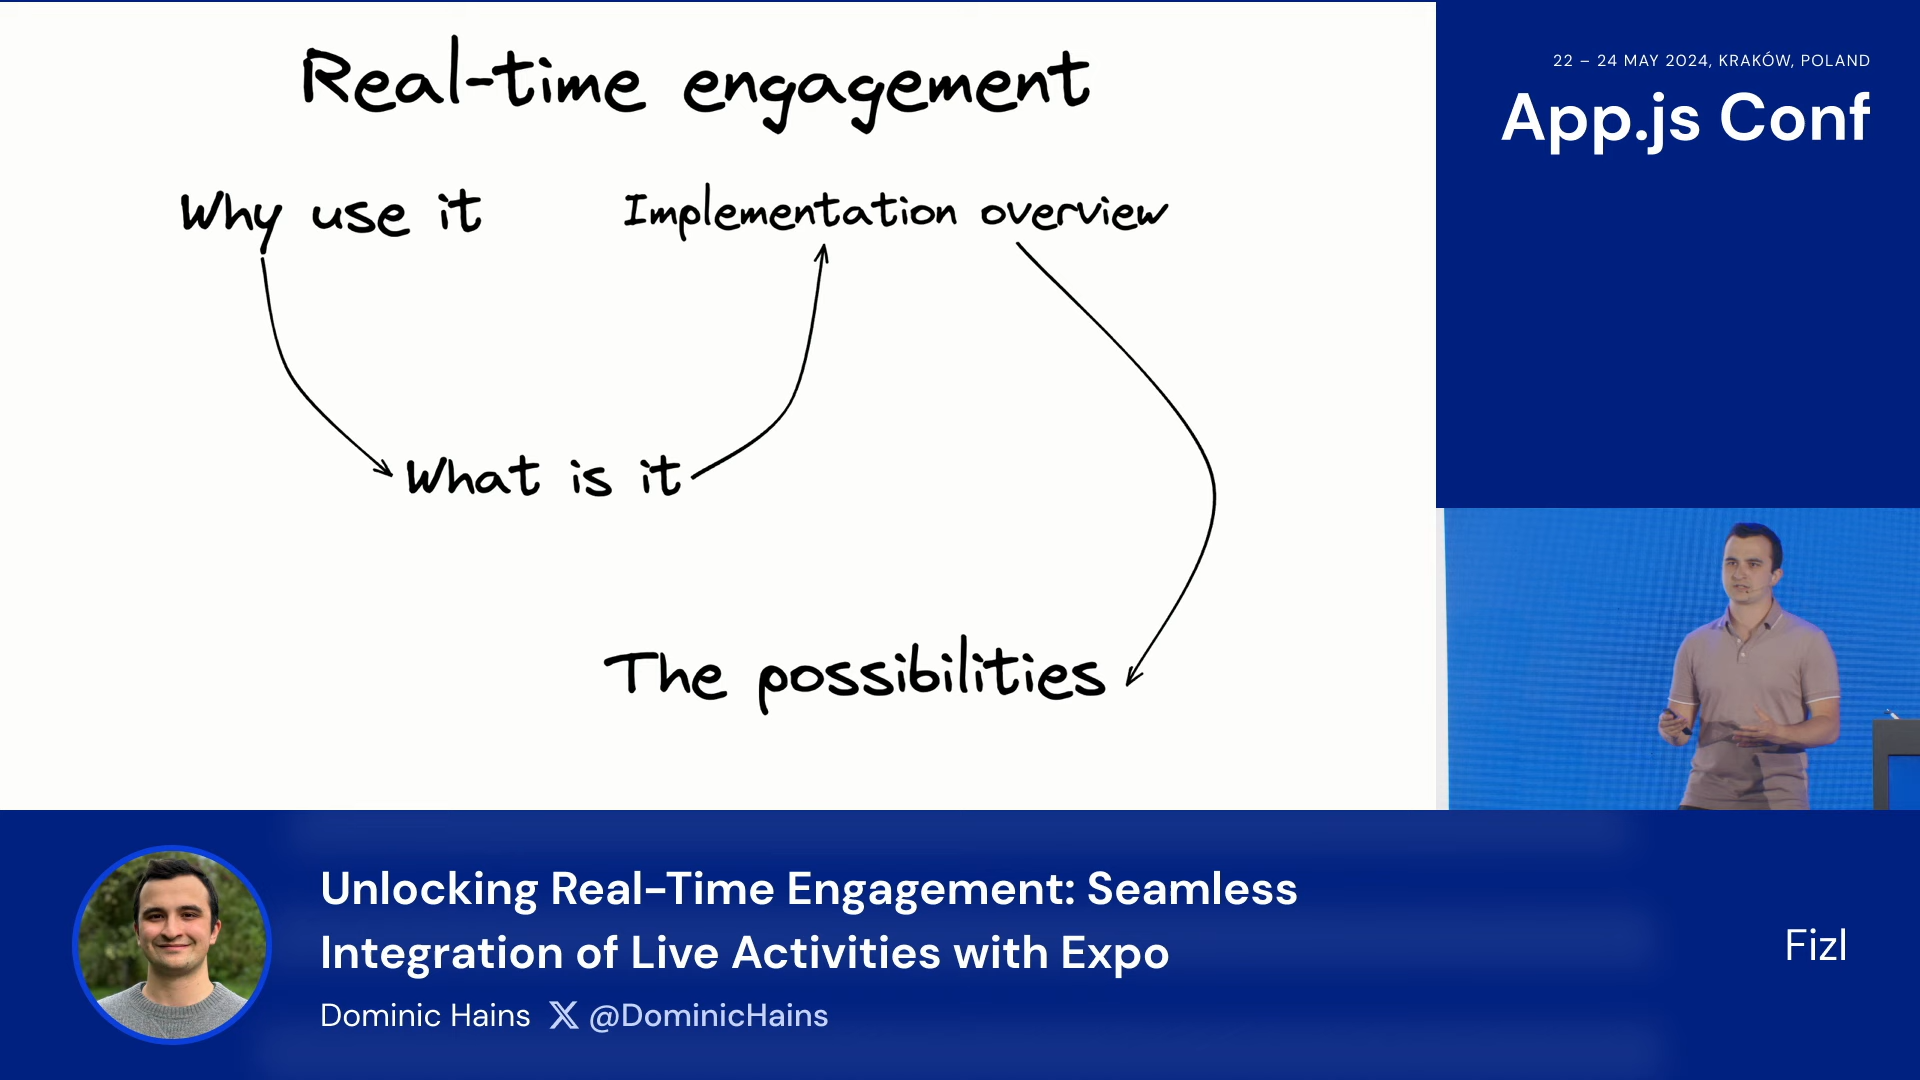 Real-time engagement
Why use it
Implementation overview
What is it
The possibilities
22 – 24 MAY 2024, KRAKÓW, POLAND
App.js Conf
Unlocking Real-Time Engagement: Seamless
Integration of Live Activities with Expo
Dominic Hains 𝕏 @DominicHains
Fizl